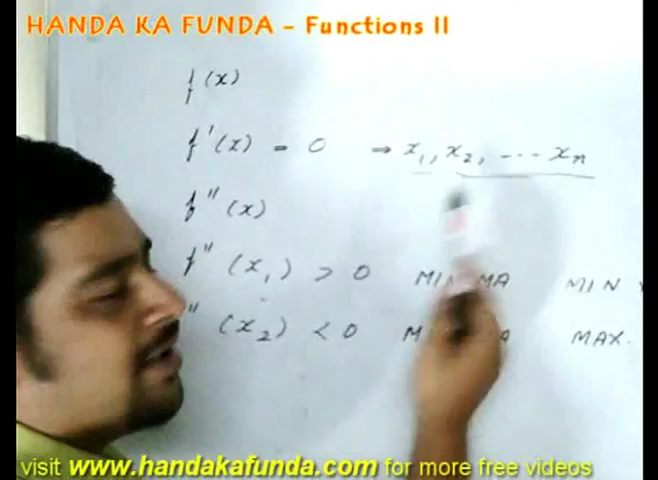 HANDA KA FUNDA - Functions II
f(x)
f'(x) = 0 ⇒ x₁, x₂, ---- xₙ
f''(x)
f''(x₁) > 0 MIN
''(x₂) < 0 MAX.
visit www.handakafunda.com for more free videos